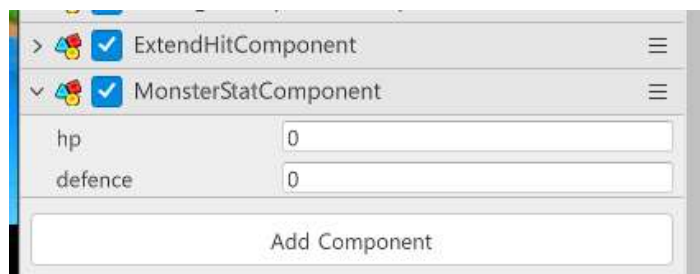 ExtendHitComponent
MonsterStatComponent
hp 0
defence 0
Add Component